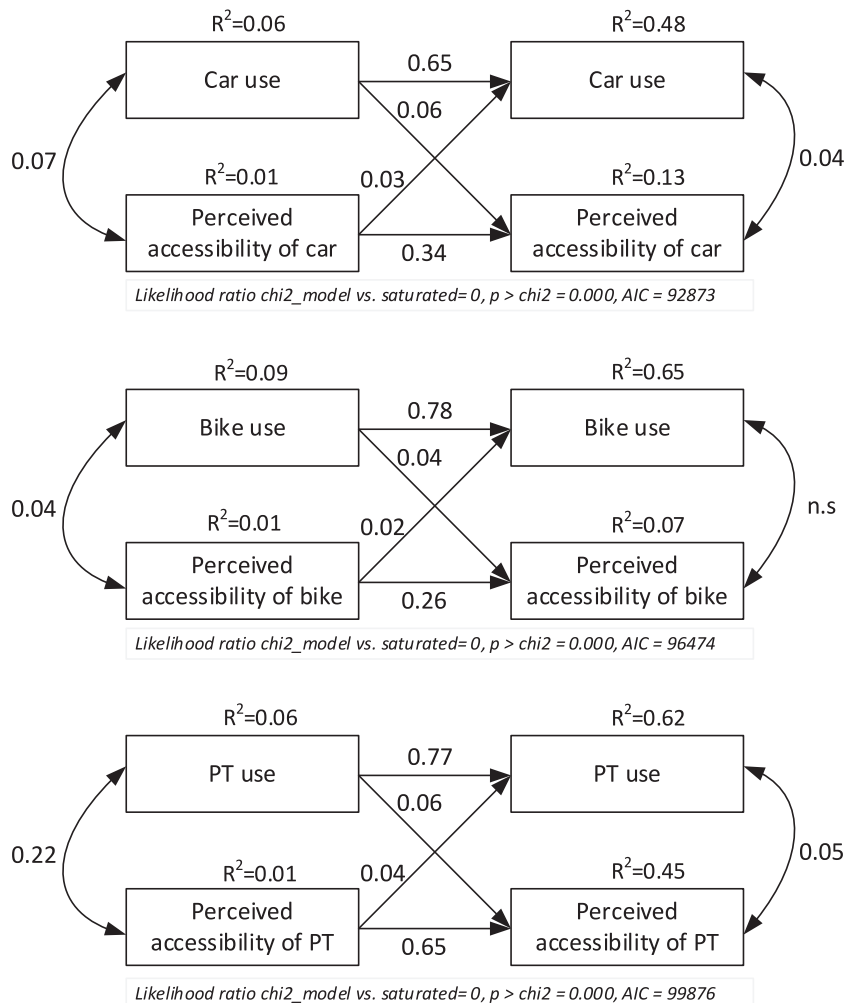 R²=0.06
R²=0.48
Car use
0.65
Car use
0.06
0.07
0.04
R²=0.01
0.03
R²=0.13
Perceived
accessibility of car
0.34
Perceived
accessibility of car
Likelihood ratio chi2_model vs. saturated= 0, p > chi2 = 0.000, AIC = 92873
R²=0.09
R²=0.65
Bike use
0.78
Bike use
0.04
0.04
n.s
R²=0.01
0.02
R²=0.07
Perceived
accessibility of bike
0.26
Perceived
accessibility of bike
Likelihood ratio chi2_model vs. saturated= 0, p > chi2 = 0.000, AIC = 96474
R²=0.06
R²=0.62
PT use
0.77
PT use
0.06
0.22
0.05
R²=0.01
0.04
R²=0.45
Perceived
accessibility of PT
0.65
Perceived
accessibility of PT
Likelihood ratio chi2_model vs. saturated= 0, p > chi2 = 0.000, AIC = 99876